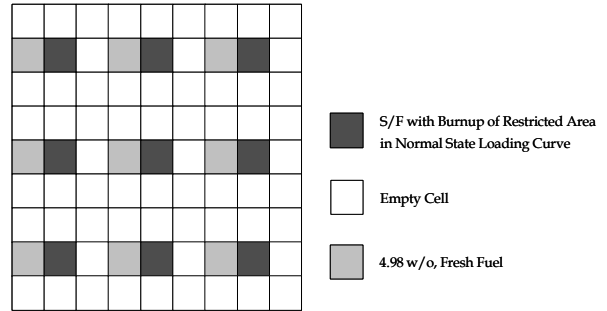 S/F with Burnup of Restricted Area
in Normal State Loading Curve
Empty Cell
4.98 w/o, Fresh Fuel